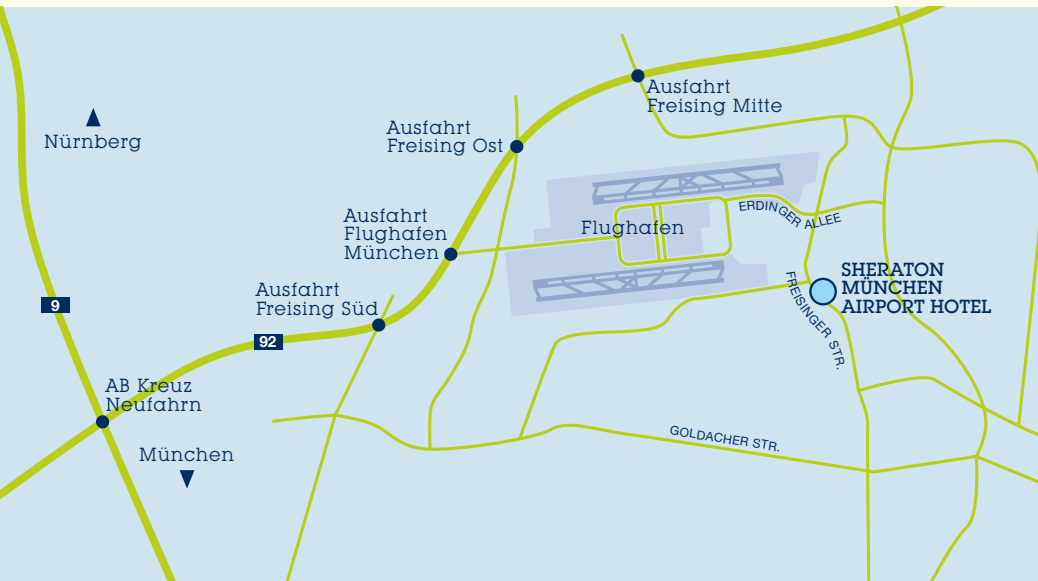 Ausfahrt
Freising Mitte
Nürnberg
Ausfahrt
Freising Ost
ERDINGER ALLEE
Ausfahrt
Flughafen
München
Flughafen
SHERATON
MÜNCHEN
AIRPORT HOTEL
FREISINGER STR.
Ausfahrt
Freising Süd
9
92
AB Kreuz
Neufahrn
München
GOLDACHER STR.